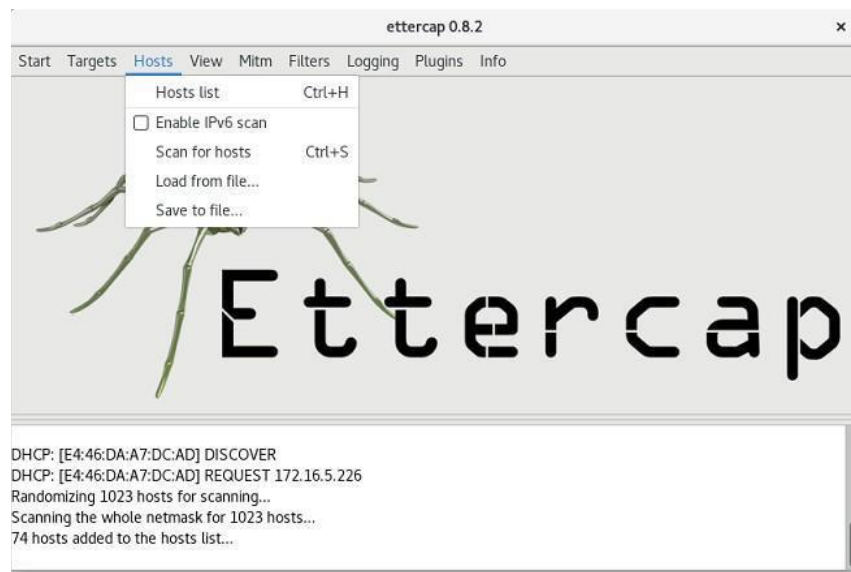 ettercap 0.8.2 ×
Start Targets Hosts View Mitm Filters Logging Plugins Info
Hosts list Ctrl+H
Enable IPv6 scan
Scan for hosts Ctrl+S
Load from file...
Save to file...
Ettercap
DHCP: [E4:46:DA:A7:DC:AD] DISCOVER
DHCP: [E4:46:DA:A7:DC:AD] REQUEST 172.16.5.226
Randomizing 1023 hosts for scanning...
Scanning the whole netmask for 1023 hosts...
74 hosts added to the hosts list...